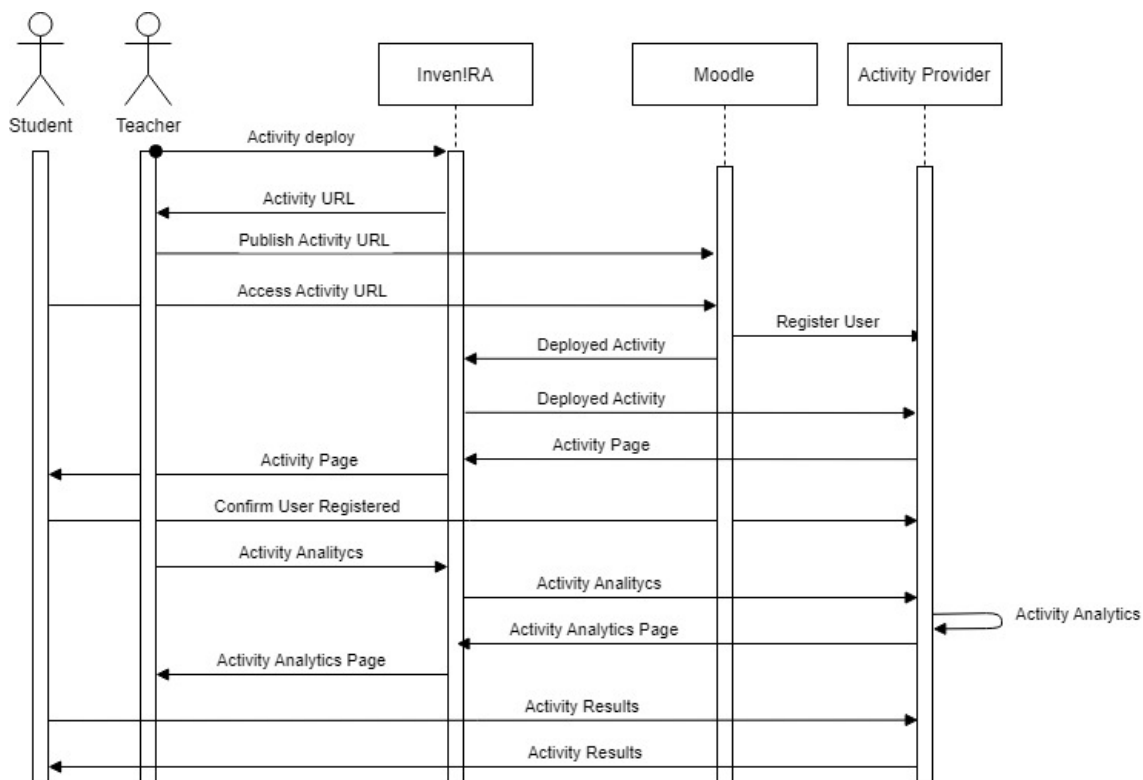 Inven!RA
Moodle
Activity Provider
Student
Teacher
Activity deploy
Activity URL
Publish Activity URL
Access Activity URL
Register User
Deployed Activity
Deployed Activity
Activity Page
Activity Page
Confirm User Registered
Activity Analitycs
Activity Analitycs
Activity Analytics
Activity Analytics Page
Activity Analytics Page
Activity Results
Activity Results